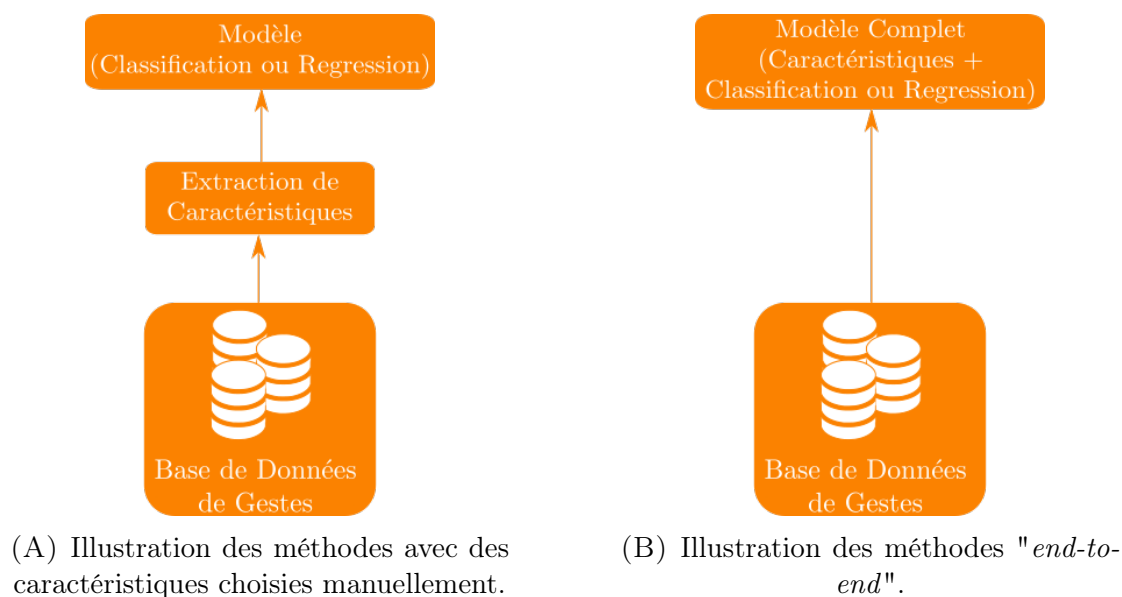 Modèle
(Classification ou Regression)
Extraction de
Caractéristiques
Base de Données
de Gestes
(A) Illustration des méthodes avec des
caractéristiques choisies manuellement.
Modèle Complet
(Caractéristiques +
Classification ou Regression)
Base de Données
de Gestes
(B) Illustration des méthodes "end-to-
end".